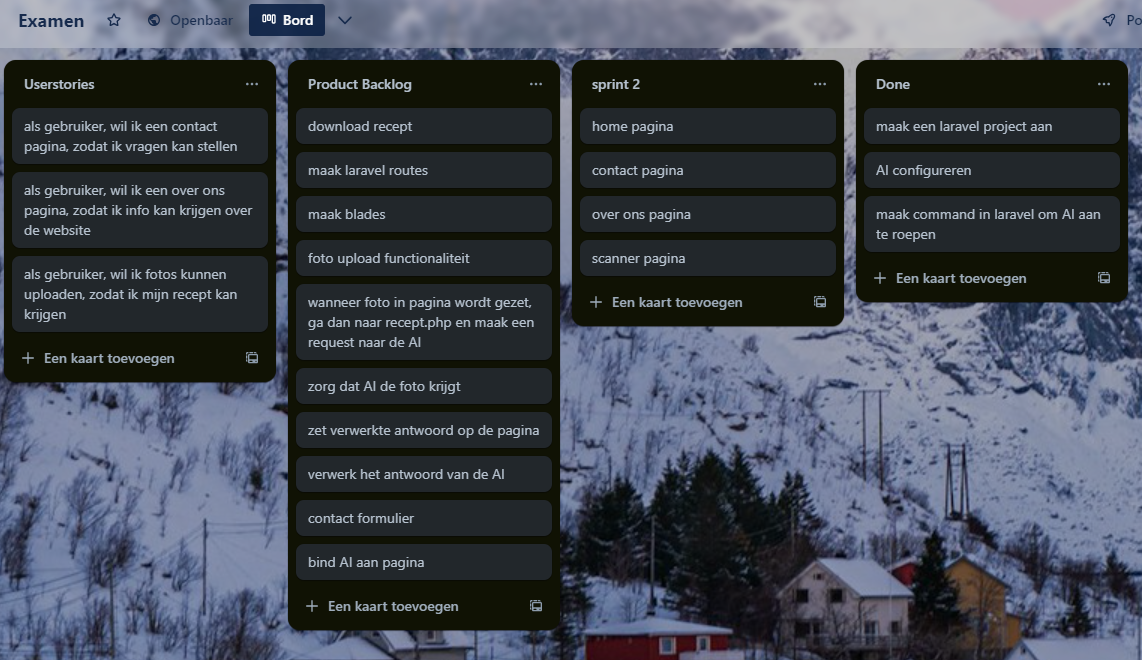 Examen
Openbaar
Bord
Po
Userstories
als gebruiker, wil ik een contact
pagina, zodat ik vragen kan stellen
als gebruiker, wil ik een over ons
pagina, zodat ik info kan krijgen over
de website
als gebruiker, wil ik fotos kunnen
uploaden, zodat ik mijn recept kan
krijgen
Een kaart toevoegen
Product Backlog
download recept
maak laravel routes
maak blades
foto upload functionaliteit
wanneer foto in pagina wordt gezet,
ga dan naar recept.php en maak een
request naar de AI
zorg dat AI de foto krijgt
zet verwerkte antwoord op de pagina
verwerk het antwoord van de AI
contact formulier
bind AI aan pagina
Een kaart toevoegen
sprint 2
home pagina
contact pagina
over ons pagina
scanner pagina
Een kaart toevoegen
Done
maak een laravel project aan
AI configureren
maak command in laravel om AI aan
te roepen
Een kaart toevoegen